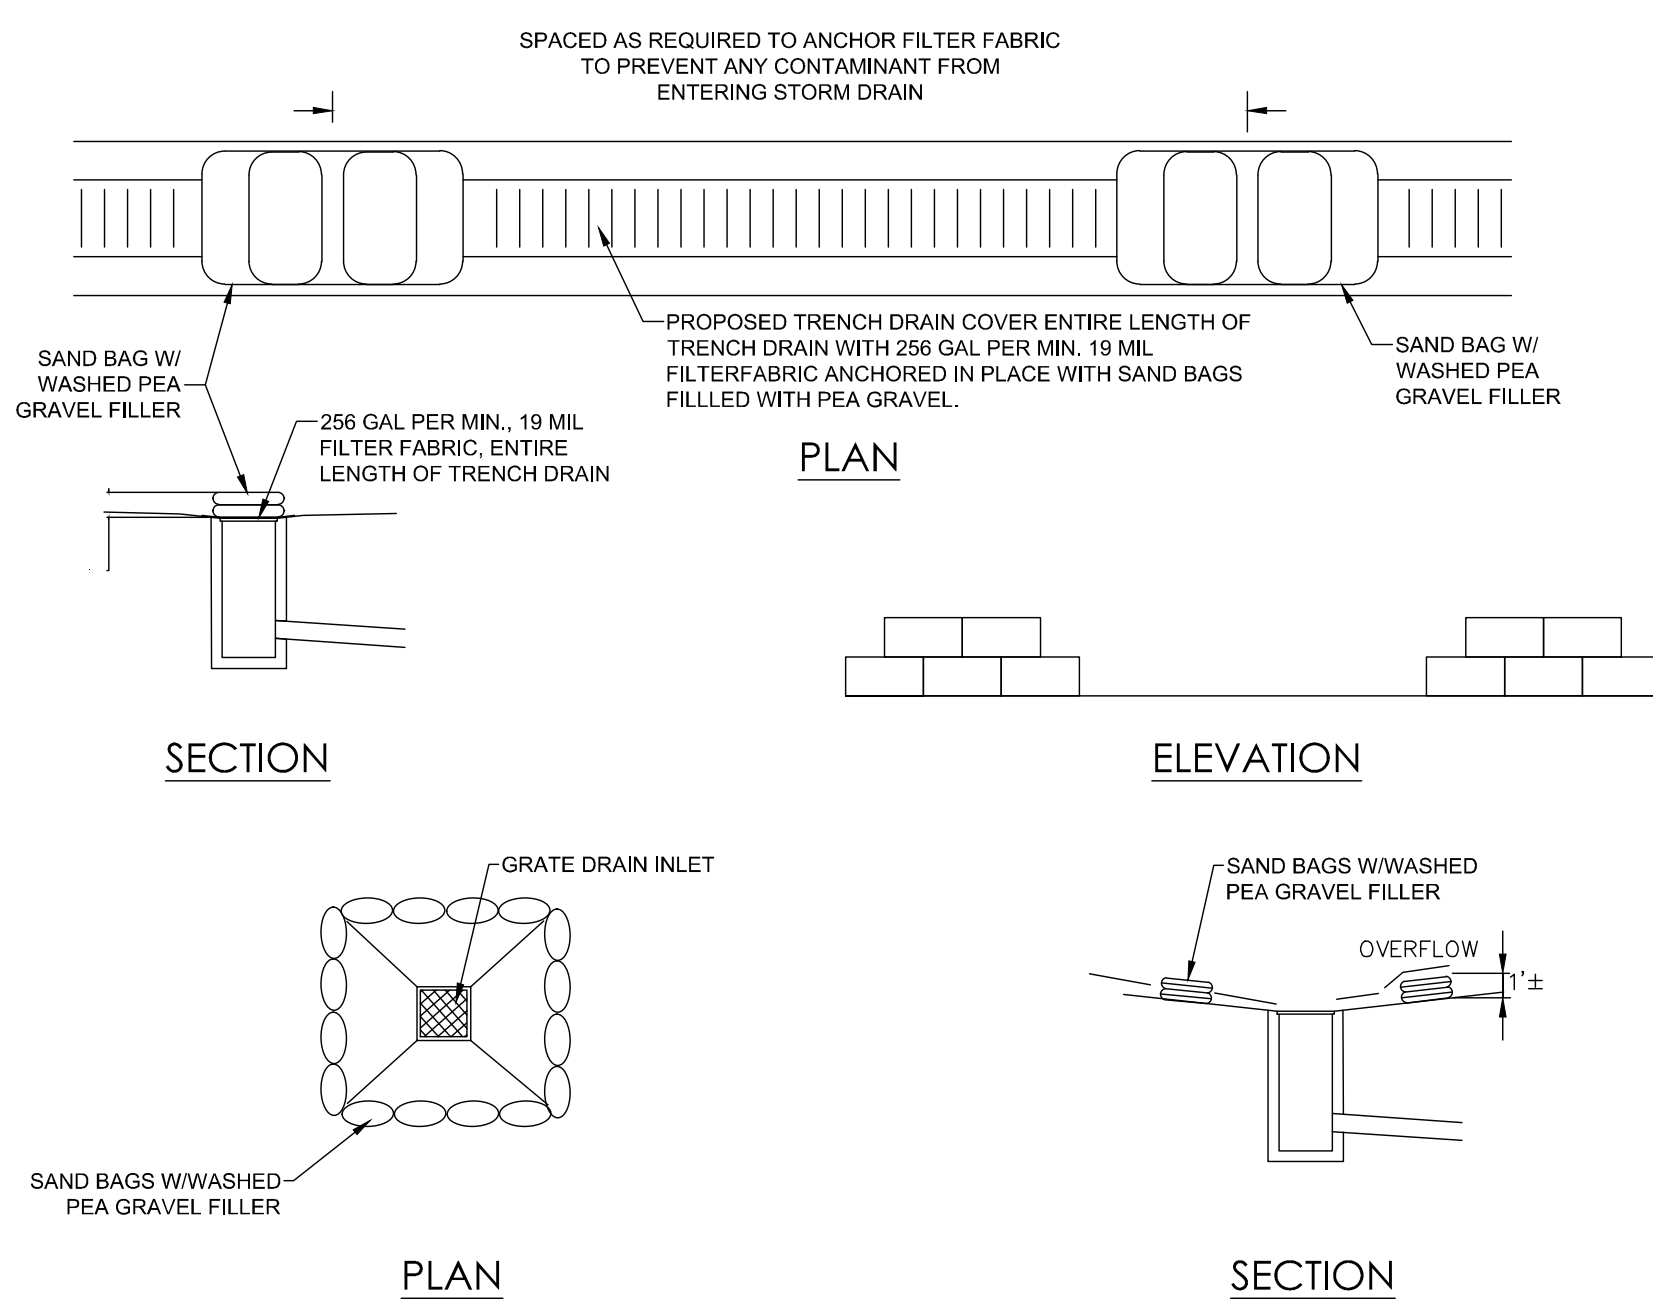 SPACED AS REQUIRED TO ANCHOR FILTER FABRIC
TO PREVENT ANY CONTAMINANT FROM
ENTERING STORM DRAIN
SAND BAG W/
WASHED PEA
GRAVEL FILLER
PROPOSED TRENCH DRAIN COVER ENTIRE LENGTH OF
TRENCH DRAIN WITH 256 GAL PER MIN. 19 MIL
FILTERFABRIC ANCHORED IN PLACE WITH SAND BAGS
FILLLED WITH PEA GRAVEL.
SAND BAG W/
WASHED PEA
GRAVEL FILLER
256 GAL PER MIN., 19 MIL
FILTER FABRIC, ENTIRE
LENGTH OF TRENCH DRAIN
PLAN
SECTION
ELEVATION
GRATE DRAIN INLET
SAND BAGS W/WASHED
PEA GRAVEL FILLER
PLAN
SAND BAGS W/WASHED
PEA GRAVEL FILLER
OVERFLOW
1'±
SECTION